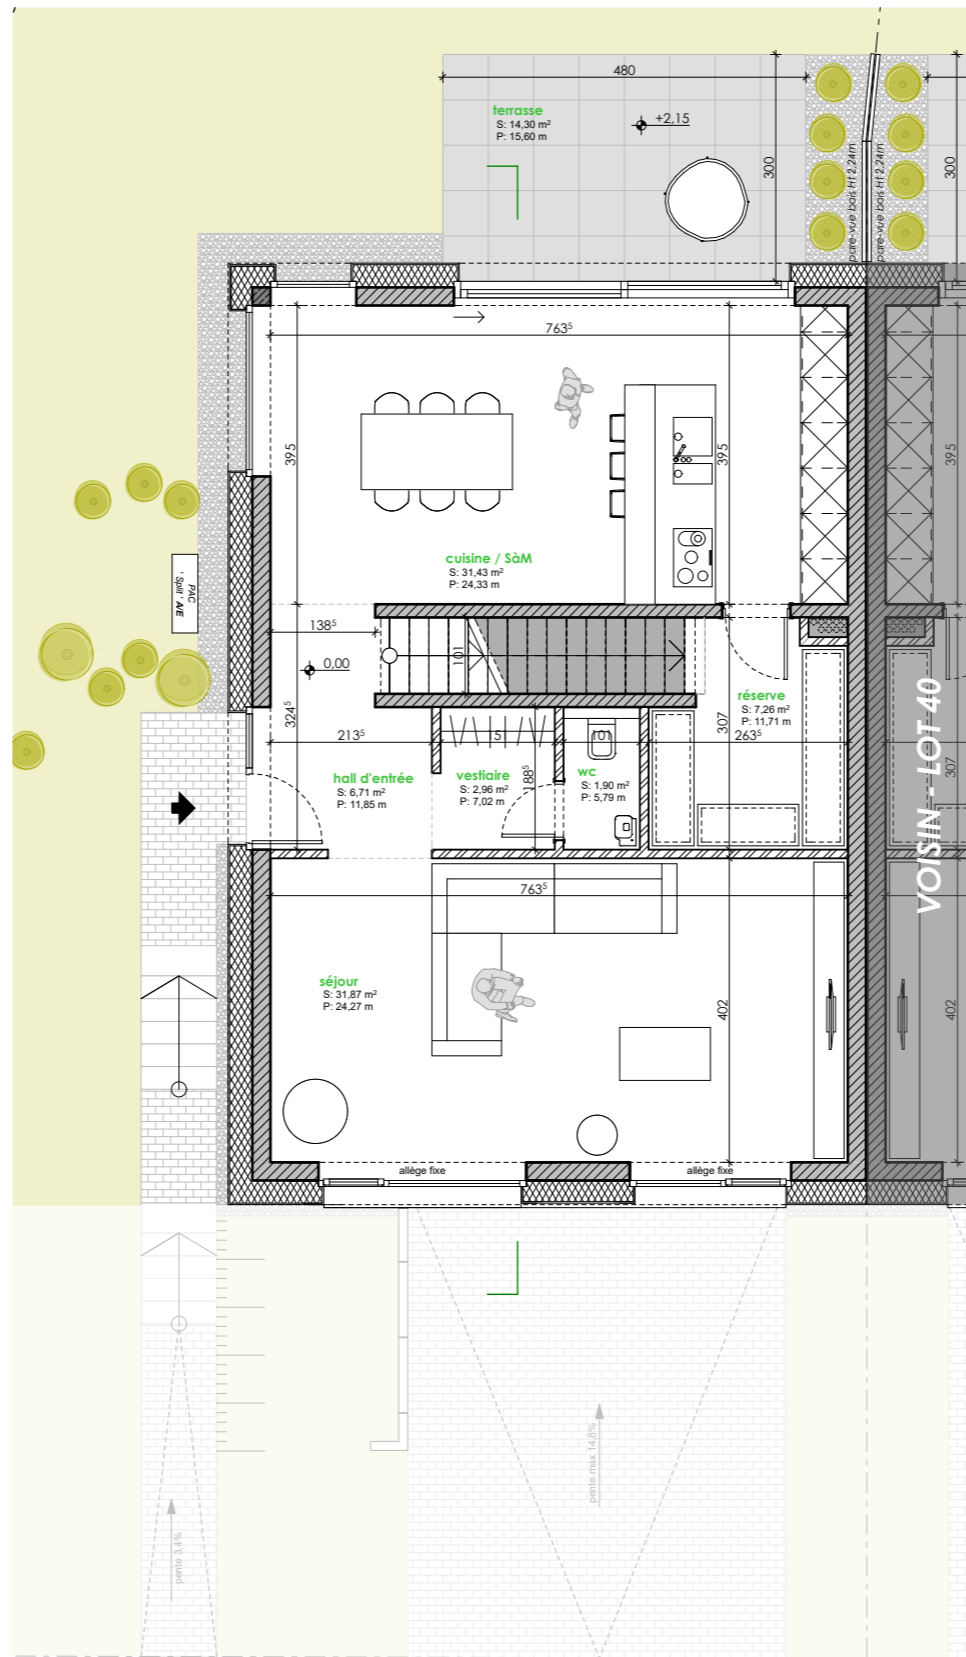 480
terrasse
S: 14,30 m²
P: 15,60 m
+2,15
300
300
pare-vue bois Ht 2,24m
pare-vue bois Ht 2,24m
763⁵
395
395
395
cuisine / SàM
S: 31,43 m²
P: 24,33 m
PAC
'Split' A/E
138⁵
0,00
101
324⁵
réserve
S: 7,26 m²
P: 11,71 m
307
307
213⁵
151
101
263⁵
188⁵
hall d'entrée
S: 6,71 m²
P: 11,85 m
vestiaire
S: 2,96 m²
P: 7,02 m
wc
S: 1,90 m²
P: 5,79 m
VOISIN - LOT 40
763⁵
séjour
S: 31,87 m²
P: 24,27 m
402
402
allège fixe
allège fixe
pente max 14,8%
pente 3,4%